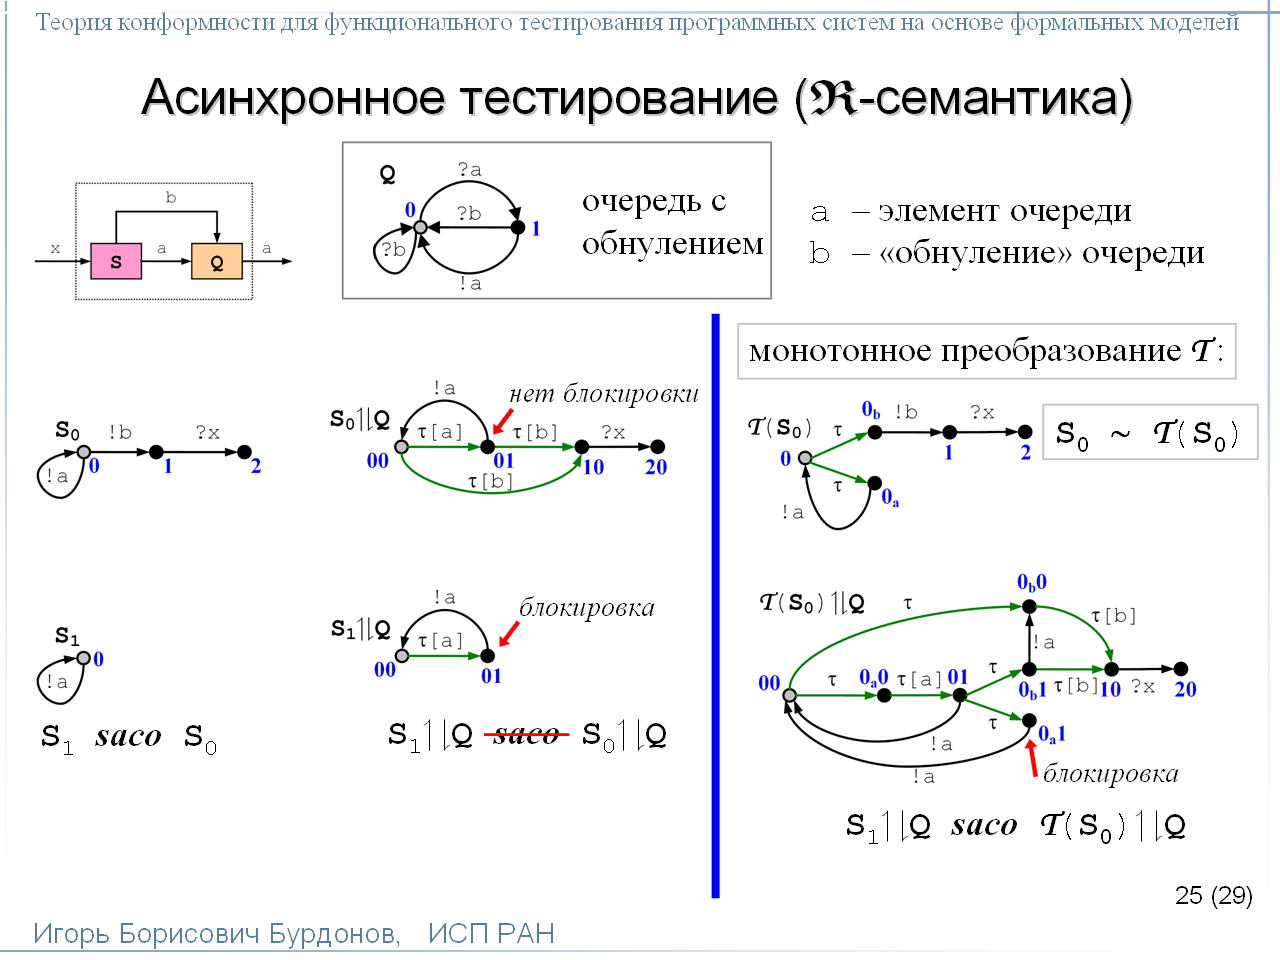 Теория конформности для функционального тестирования программных систем на основе формальных моделей
Асинхронное тестирование (ℜ-семантика)
b
x
S
a
Q
a
Q
?a
0
?b
1
?b
!a
очередь с
обнулением
a – элемент очереди
b – «обнуление» очереди
S₀
!b
?x
0
1
2
!a
!a
нет блокировки
S₀⇅Q
τ[a]
τ[b]
?x
00
01
10
20
τ[b]
S₁
0
!a
S₁ saco S₀
!a
блокировка
S₁⇅Q
τ[a]
00
01
S₁⇅Q saco S₀⇅Q
монотонное преобразование 𝒯:
𝒯(S₀)
τ
0b
!b
?x
0
1
2
τ
0a
!a
S₀ ~ 𝒯(S₀)
𝒯(S₀)⇅Q
τ
0b0
τ[b]
!a
00
τ
0a0
τ[a]
01
τ
0b1
τ[b]
10
?x
20
τ
0a1
!a
!a
блокировка
S₁⇅Q saco 𝒯(S₀)⇅Q
25 (29)
Игорь Борисович Бурдонов, ИСП РАН